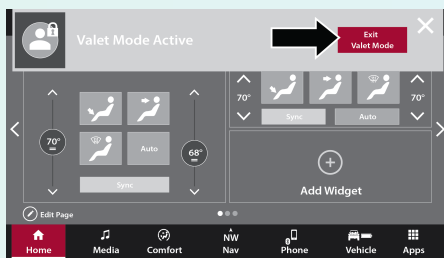 Valet Mode Active
Exit
Valet Mode
70°
68°
Auto
Sync
70°
70°
Sync
Auto
Add Widget
Edit Page
Home
Media
Comfort
NW
Nav
Phone
Vehicle
Apps